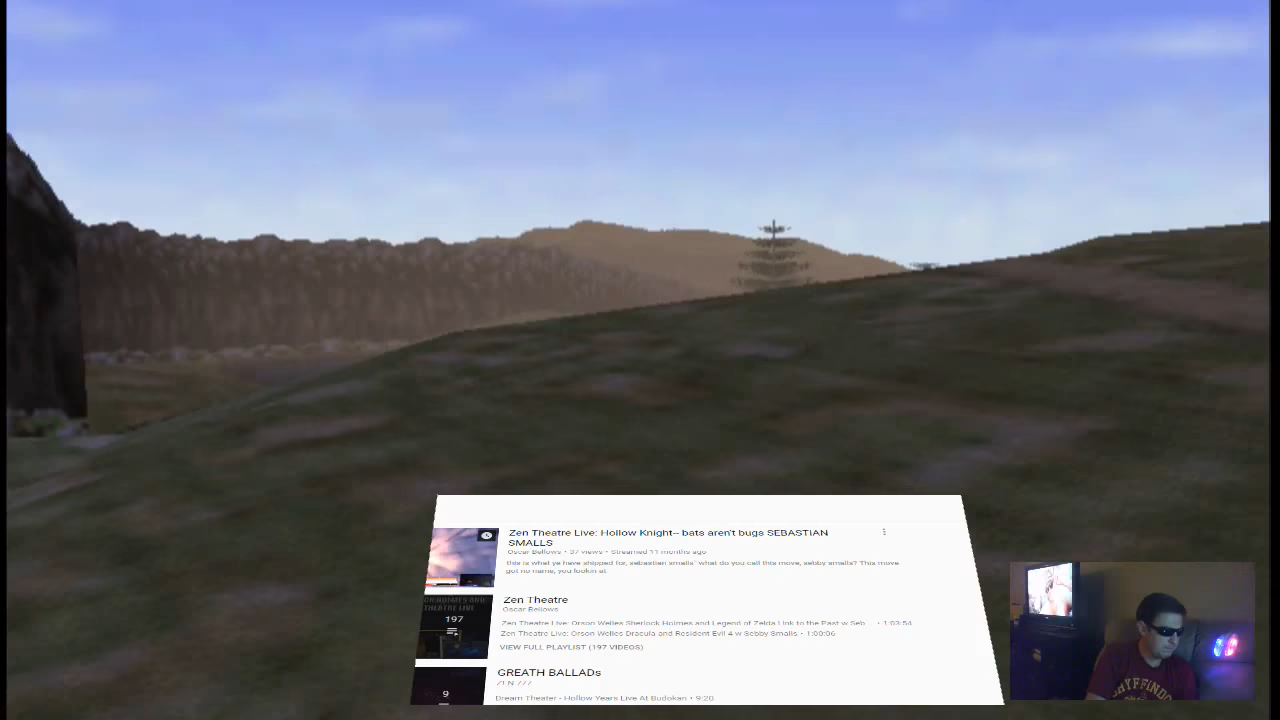 Zen Theatre Live: Hollow Knight-- bats aren't bugs SEBASTIAN
SMALLS
Oscar Bellows • 37 views • Streamed 11 months ago
this is what ye have shipped for, sebastian smalls' what do you call this move, sebby smalls? This move
got no name, you lookin at
THEATRE LIVE
197
Zen Theatre
Oscar Bellows
Zen Theatre Live: Orson Welles Sherlock Holmes and Legend of Zelda Link to the Past w Seb... • 1:03:54
Zen Theatre Live: Orson Welles Dracula and Resident Evil 4 w Sebby Smalls • 1:00:06
VIEW FULL PLAYLIST (197 VIDEOS)
9
GREATH BALLADs
ZEN 777
Dream Theater - Hollow Years Live At Budokan • 9:20